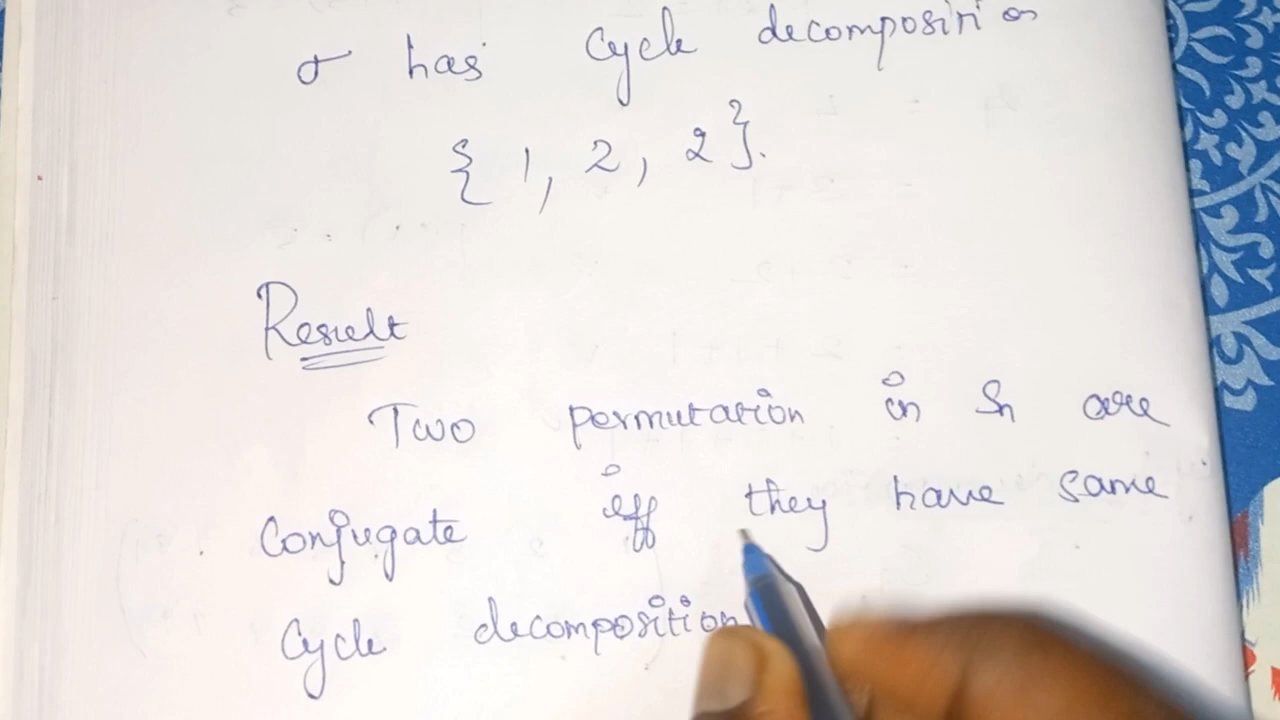 σ has cycle decomposition
{ 1, 2, 2 }.
Result
Two permutation in Sn are
Conjugate iff they have same
Cycle decomposition